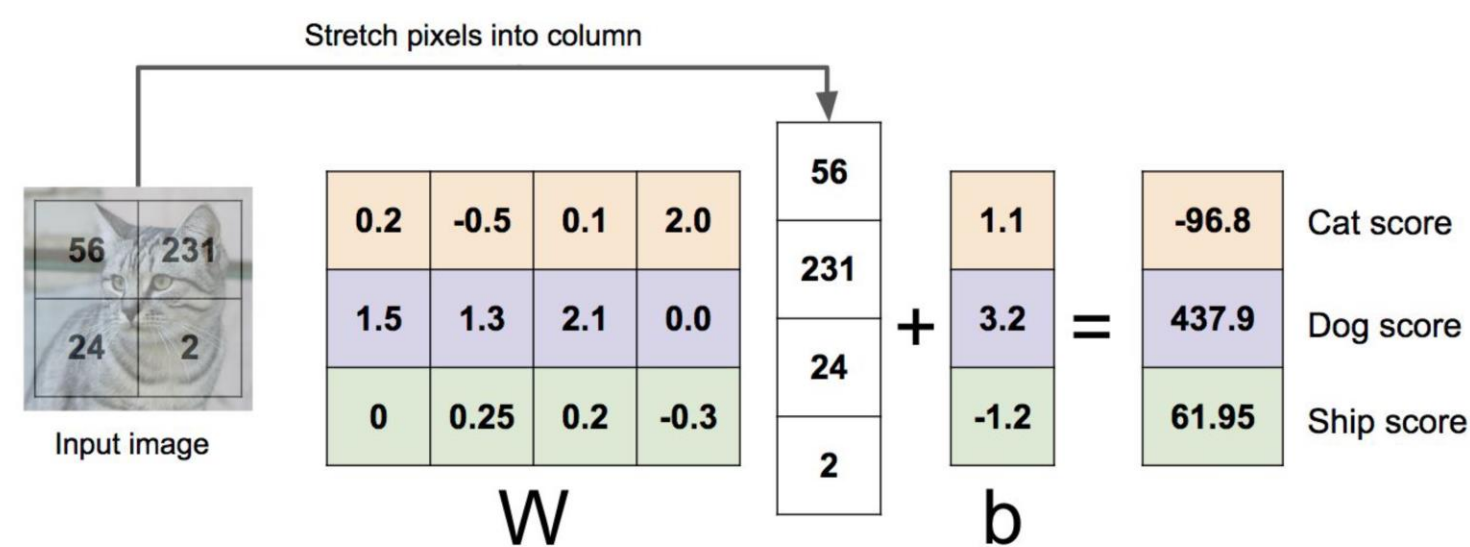 Stretch pixels into column
56 231
24 2
Input image
0.2 -0.5 0.1 2.0
1.5 1.3 2.1 0.0
0 0.25 0.2 -0.3
W
56
231
24
2
+
1.1
3.2
-1.2
b
=
-96.8 Cat score
437.9 Dog score
61.95 Ship score